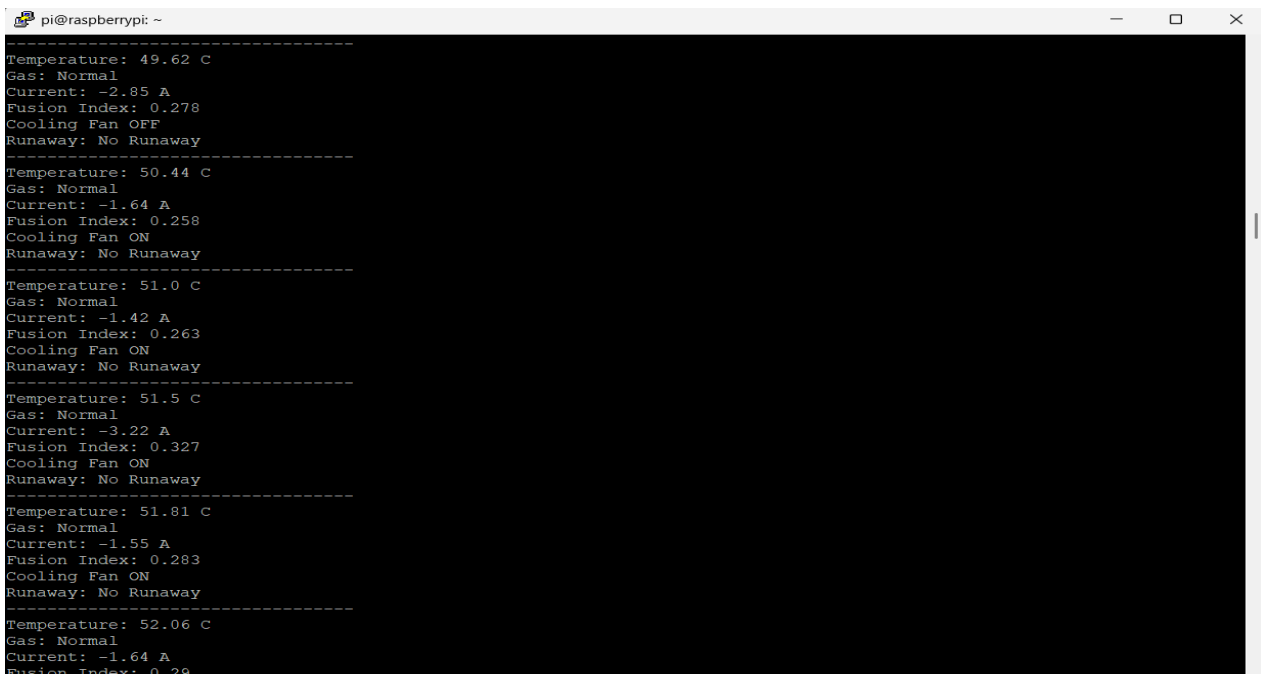 pi@raspberrypi: ~
----------------------------------
Temperature: 49.62 C
Gas: Normal
Current: -2.85 A
Fusion Index: 0.278
Cooling Fan OFF
Runaway: No Runaway
----------------------------------
Temperature: 50.44 C
Gas: Normal
Current: -1.64 A
Fusion Index: 0.258
Cooling Fan ON
Runaway: No Runaway
----------------------------------
Temperature: 51.0 C
Gas: Normal
Current: -1.42 A
Fusion Index: 0.263
Cooling Fan ON
Runaway: No Runaway
----------------------------------
Temperature: 51.5 C
Gas: Normal
Current: -3.22 A
Fusion Index: 0.327
Cooling Fan ON
Runaway: No Runaway
----------------------------------
Temperature: 51.81 C
Gas: Normal
Current: -1.55 A
Fusion Index: 0.283
Cooling Fan ON
Runaway: No Runaway
----------------------------------
Temperature: 52.06 C
Gas: Normal
Current: -1.64 A
Fusion Index: 0.29